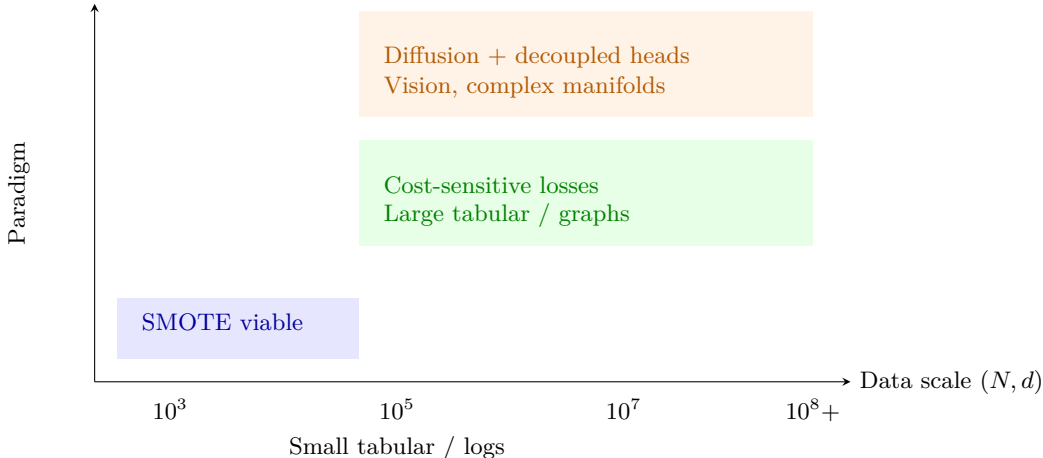 Diffusion + decoupled heads
Vision, complex manifolds
Paradigm
Cost-sensitive losses
Large tabular / graphs
SMOTE viable
Data scale (N, d)
10³ 10⁵ 10⁷ 10⁸+
Small tabular / logs